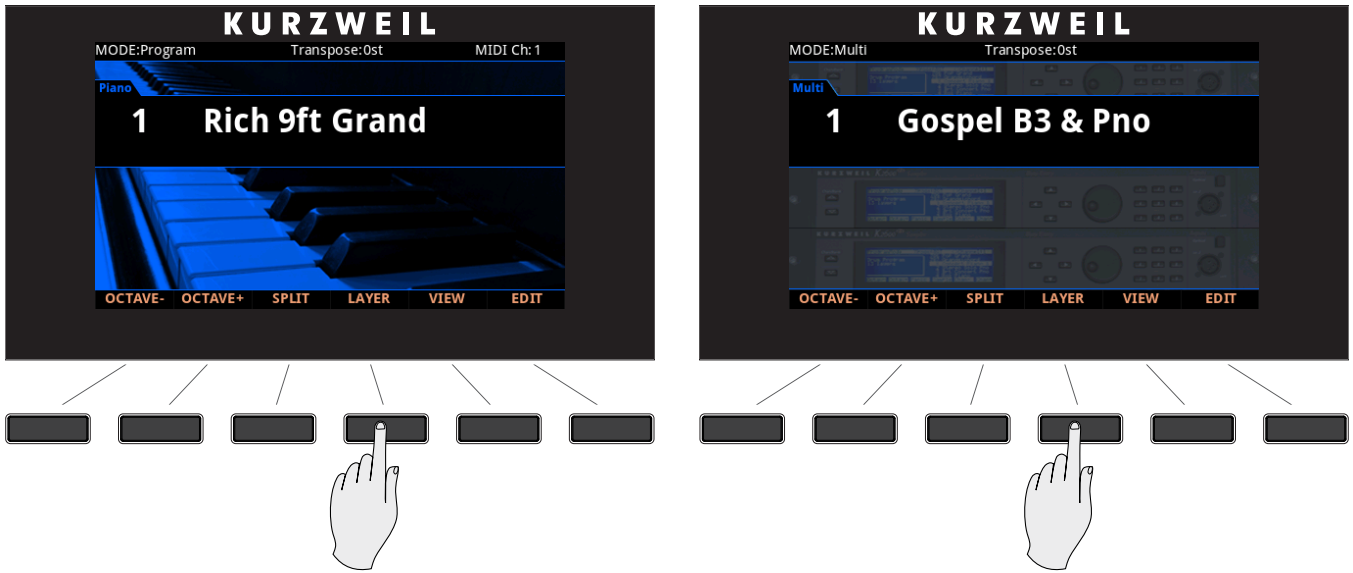 KURZWEIL
MODE:Program Transpose:0st MIDI Ch:1
Piano
1 Rich 9ft Grand
OCTAVE- OCTAVE+ SPLIT LAYER VIEW EDIT
KURZWEIL
MODE:Multi Transpose:0st
Multi
1 Gospel B3 & Pno
OCTAVE- OCTAVE+ SPLIT LAYER VIEW EDIT